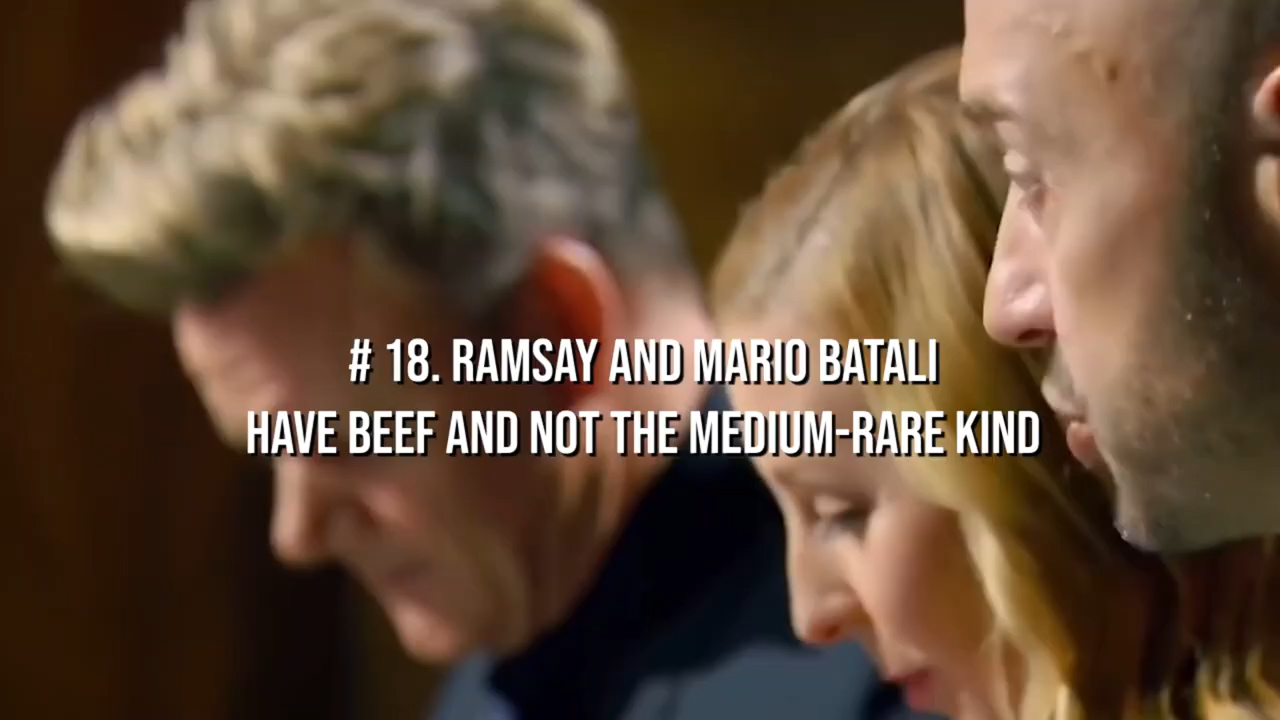 # 18. RAMSAY AND MARIO BATALI
HAVE BEEF AND NOT THE MEDIUM-RARE KIND